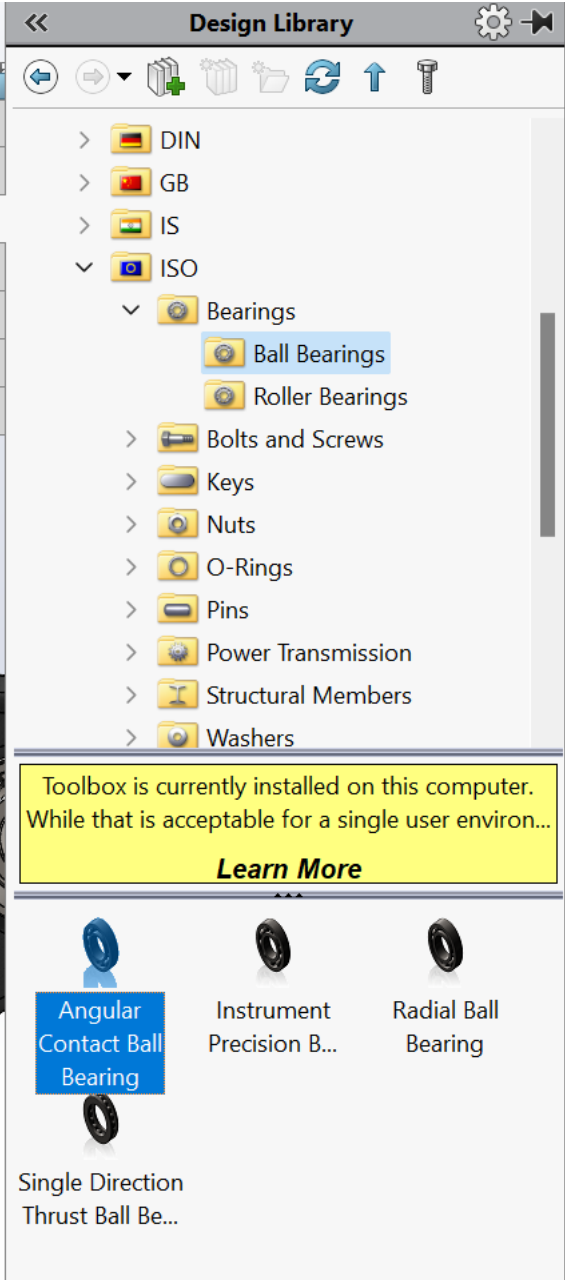 Design Library
DIN
GB
IS
ISO
Bearings
Ball Bearings
Roller Bearings
Bolts and Screws
Keys
Nuts
O-Rings
Pins
Power Transmission
Structural Members
Washers
Toolbox is currently installed on this computer.
While that is acceptable for a single user environ...
Learn More
Angular
Contact Ball
Bearing
Instrument
Precision B...
Radial Ball
Bearing
Single Direction
Thrust Ball Be...